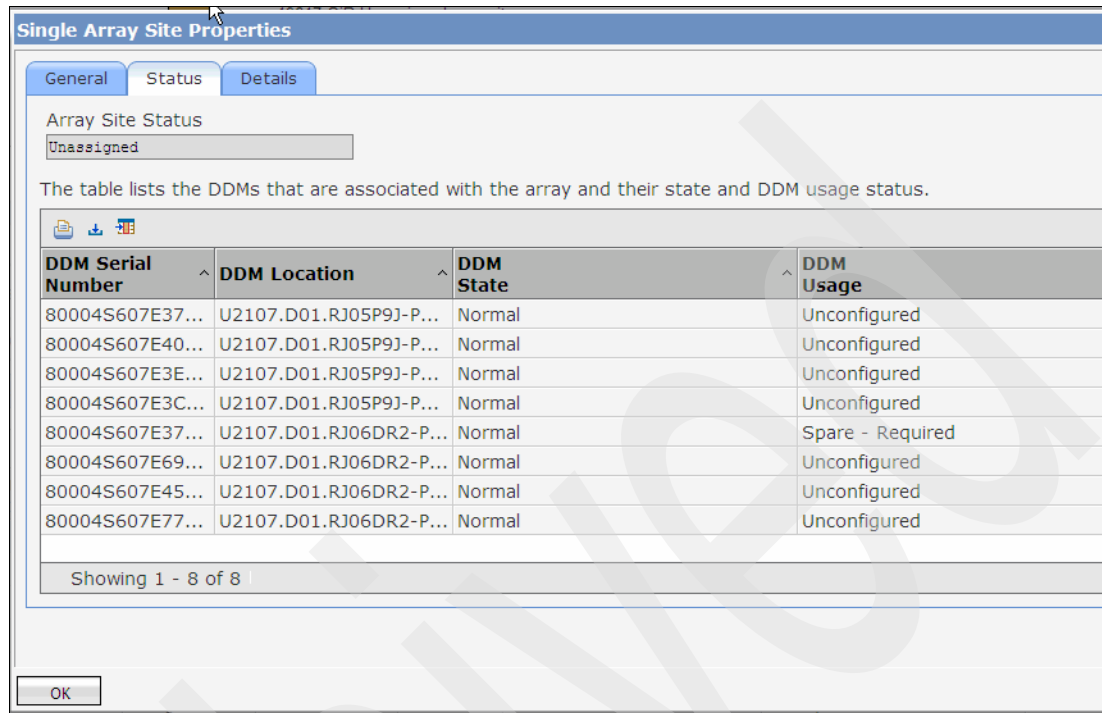 Single Array Site Properties
General Status Details
Array Site Status
Unassigned
The table lists the DDMs that are associated with the array and their state and DDM usage status.
DDM Serial Number DDM Location DDM State DDM Usage
80004S607E37... U2107.D01.RJ05P9J-P... Normal Unconfigured
80004S607E40... U2107.D01.RJ05P9J-P... Normal Unconfigured
80004S607E3E... U2107.D01.RJ05P9J-P... Normal Unconfigured
80004S607E3C... U2107.D01.RJ05P9J-P... Normal Unconfigured
80004S607E37... U2107.D01.RJ06DR2-P... Normal Spare - Required
80004S607E69... U2107.D01.RJ06DR2-P... Normal Unconfigured
80004S607E45... U2107.D01.RJ06DR2-P... Normal Unconfigured
80004S607E77... U2107.D01.RJ06DR2-P... Normal Unconfigured
Showing 1 - 8 of 8
OK